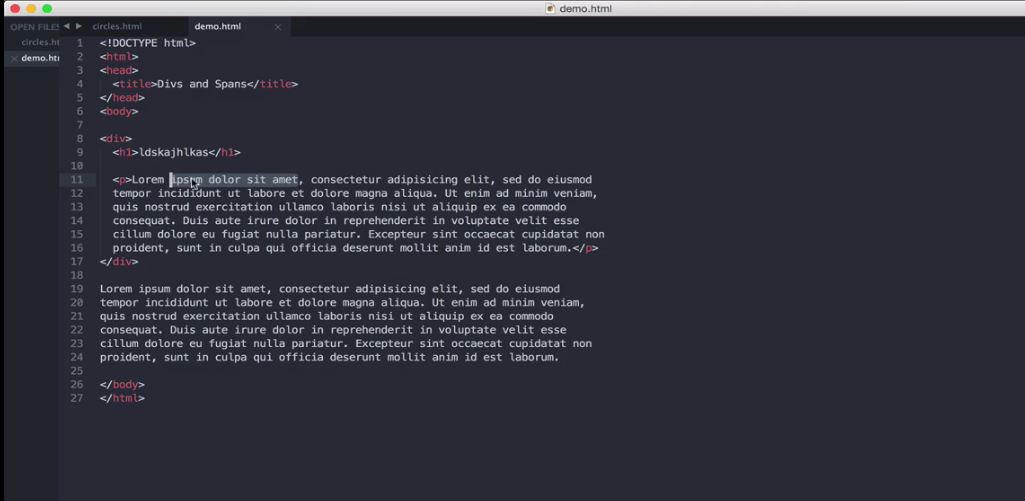 demo.html
OPEN FILES
circles.html
demo.html
circles.ht
demo.htm
1 <!DOCTYPE html>
2 <html>
3 <head>
4 <title>Divs and Spans</title>
5 </head>
6 <body>
7
8 <div>
9 <h1>ldskajhlkas</h1>
10
11 <p>Lorem ipsum dolor sit amet, consectetur adipisicing elit, sed do eiusmod
12 tempor incididunt ut labore et dolore magna aliqua. Ut enim ad minim veniam,
13 quis nostrud exercitation ullamco laboris nisi ut aliquip ex ea commodo
14 consequat. Duis aute irure dolor in reprehenderit in voluptate velit esse
15 cillum dolore eu fugiat nulla pariatur. Excepteur sint occaecat cupidatat non
16 proident, sunt in culpa qui officia deserunt mollit anim id est laborum.</p>
17 </div>
18
19 Lorem ipsum dolor sit amet, consectetur adipisicing elit, sed do eiusmod
20 tempor incididunt ut labore et dolore magna aliqua. Ut enim ad minim veniam,
21 quis nostrud exercitation ullamco laboris nisi ut aliquip ex ea commodo
22 consequat. Duis aute irure dolor in reprehenderit in voluptate velit esse
23 cillum dolore eu fugiat nulla pariatur. Excepteur sint occaecat cupidatat non
24 proident, sunt in culpa qui officia deserunt mollit anim id est laborum.
25
26 </body>
27 </html>